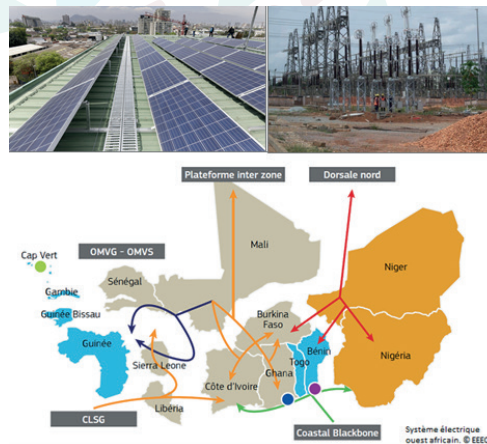 Plateforme inter zone
Dorsale nord
Mali
OMVG – OMVS
Niger
Cap Vert
Sénégal
Gambie
Burkina
Faso
Guinée Bissau
Bénin
Nigéria
Guinée
Togo
Ghana
Sierra Leone
Côte d'Ivoire
Libéria
CLSG
Coastal Blackbone
Système électrique
ouest africain. © EEEO